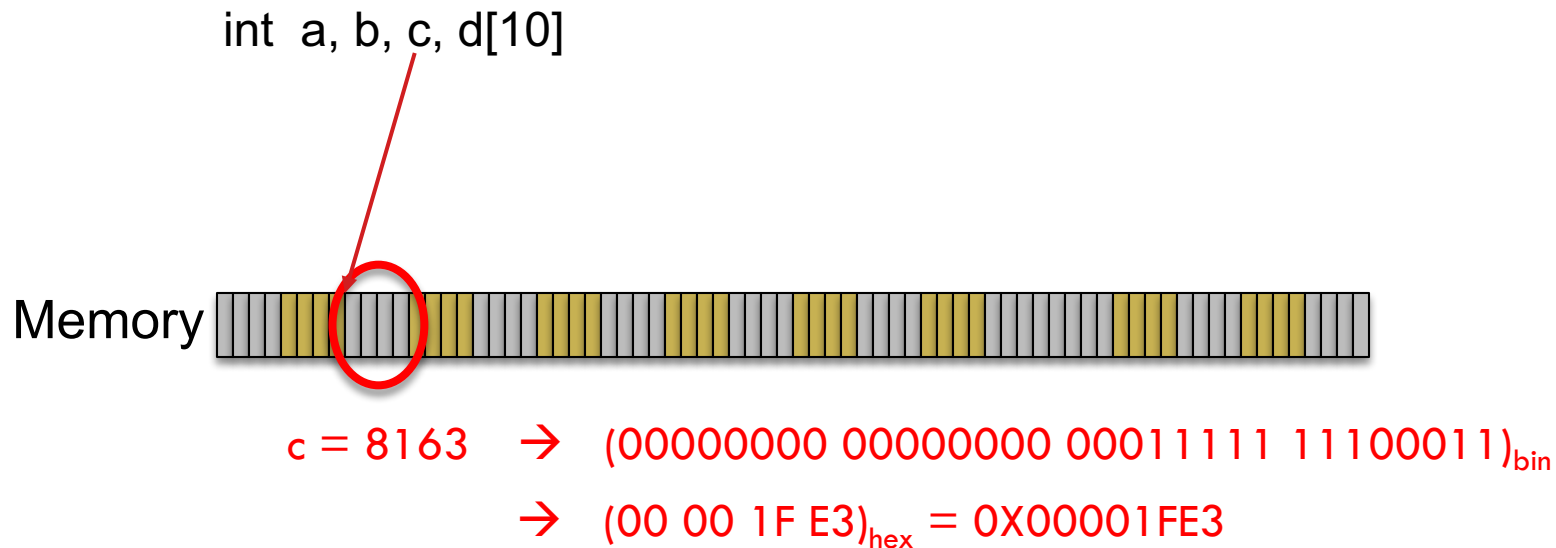 int a, b, c, d[10]
Memory
c = 8163 → (00000000 00000000 00011111 11100011)bin
→ (00 00 1F E3)hex = 0X00001FE3